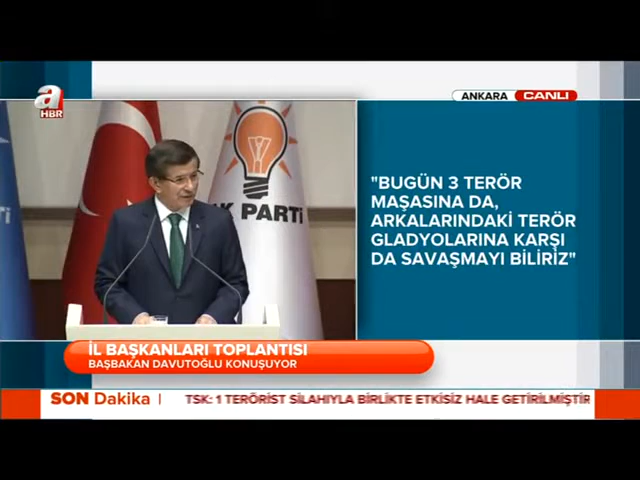 a
HBR
ANKARA CANLI
K PARTİ
Tİ
"BUGÜN 3 TERÖR
MAŞASINA DA,
ARKALARINDAKİ TERÖR
GLADYOLARINA KARŞI
DA SAVAŞMAYI BİLİRİZ"
İL BAŞKANLARI TOPLANTISI
BAŞBAKAN DAVUTOĞLU KONUŞUYOR
SON Dakika TSK: 1 TERÖRİST SİLAHIYLA BİRLİKTE ETKİSİZ HALE GETİRİLMİŞTİR